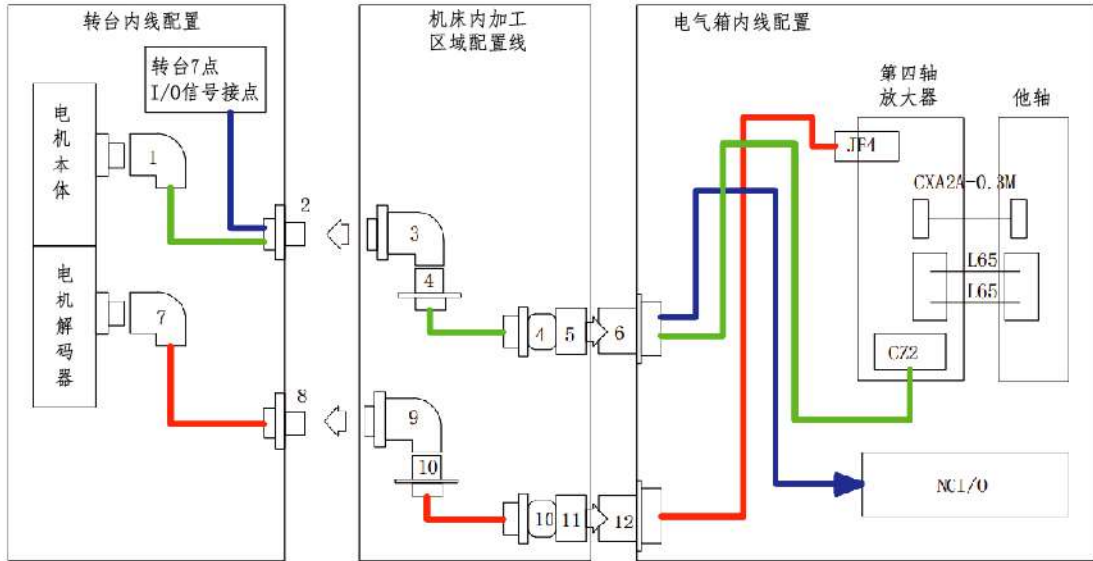 转台内线配置
转台7点
I/O信号接点
电机本体
1
2
电机解码器
7
8
机床内加工
区域配置线
3
4
4
5
6
9
10
10
11
12
电气箱内线配置
第四轴
放大器
他轴
JF4
CXA2A-0.3M
L65
L65
CZ2
NCI/O